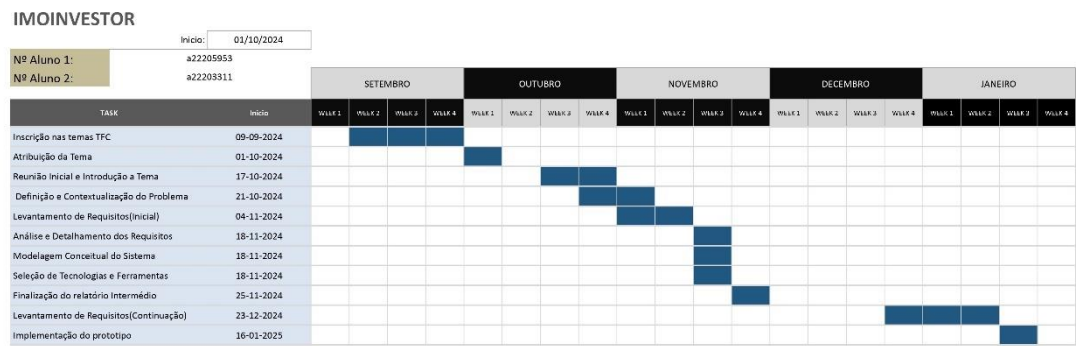 IMOINVESTOR
Inicio: 01/10/2024
Nº Aluno 1: a22205953
Nº Aluno 2: a22203311
SETEMBRO OUTUBRO NOVEMBRO DECEMBRO JANEIRO
TASK Início WEEK 1 WEEK 2 WEEK 3 WEEK 4 WEEK 1 WEEK 2 WEEK 3 WEEK 4 WEEK 1 WEEK 2 WEEK 3 WEEK 4 WEEK 1 WEEK 2 WEEK 3 WEEK 4 WEEK 1 WEEK 2 WEEK 3 WEEK 4
Inscrição nas temas TFC 09-09-2024
Atribuição da Tema 01-10-2024
Reunião Inicial e Introdução a Tema 17-10-2024
Definição e Contextualização do Problema 21-10-2024
Levantamento de Requisitos(Inicial) 04-11-2024
Análise e Detalhamento dos Requisitos 18-11-2024
Modelagem Conceitual do Sistema 18-11-2024
Seleção de Tecnologias e Ferramentas 18-11-2024
Finalização do relatório Intermédio 25-11-2024
Levantamento de Requisitos(Continuação) 23-12-2024
Implementação do prototipo 16-01-2025